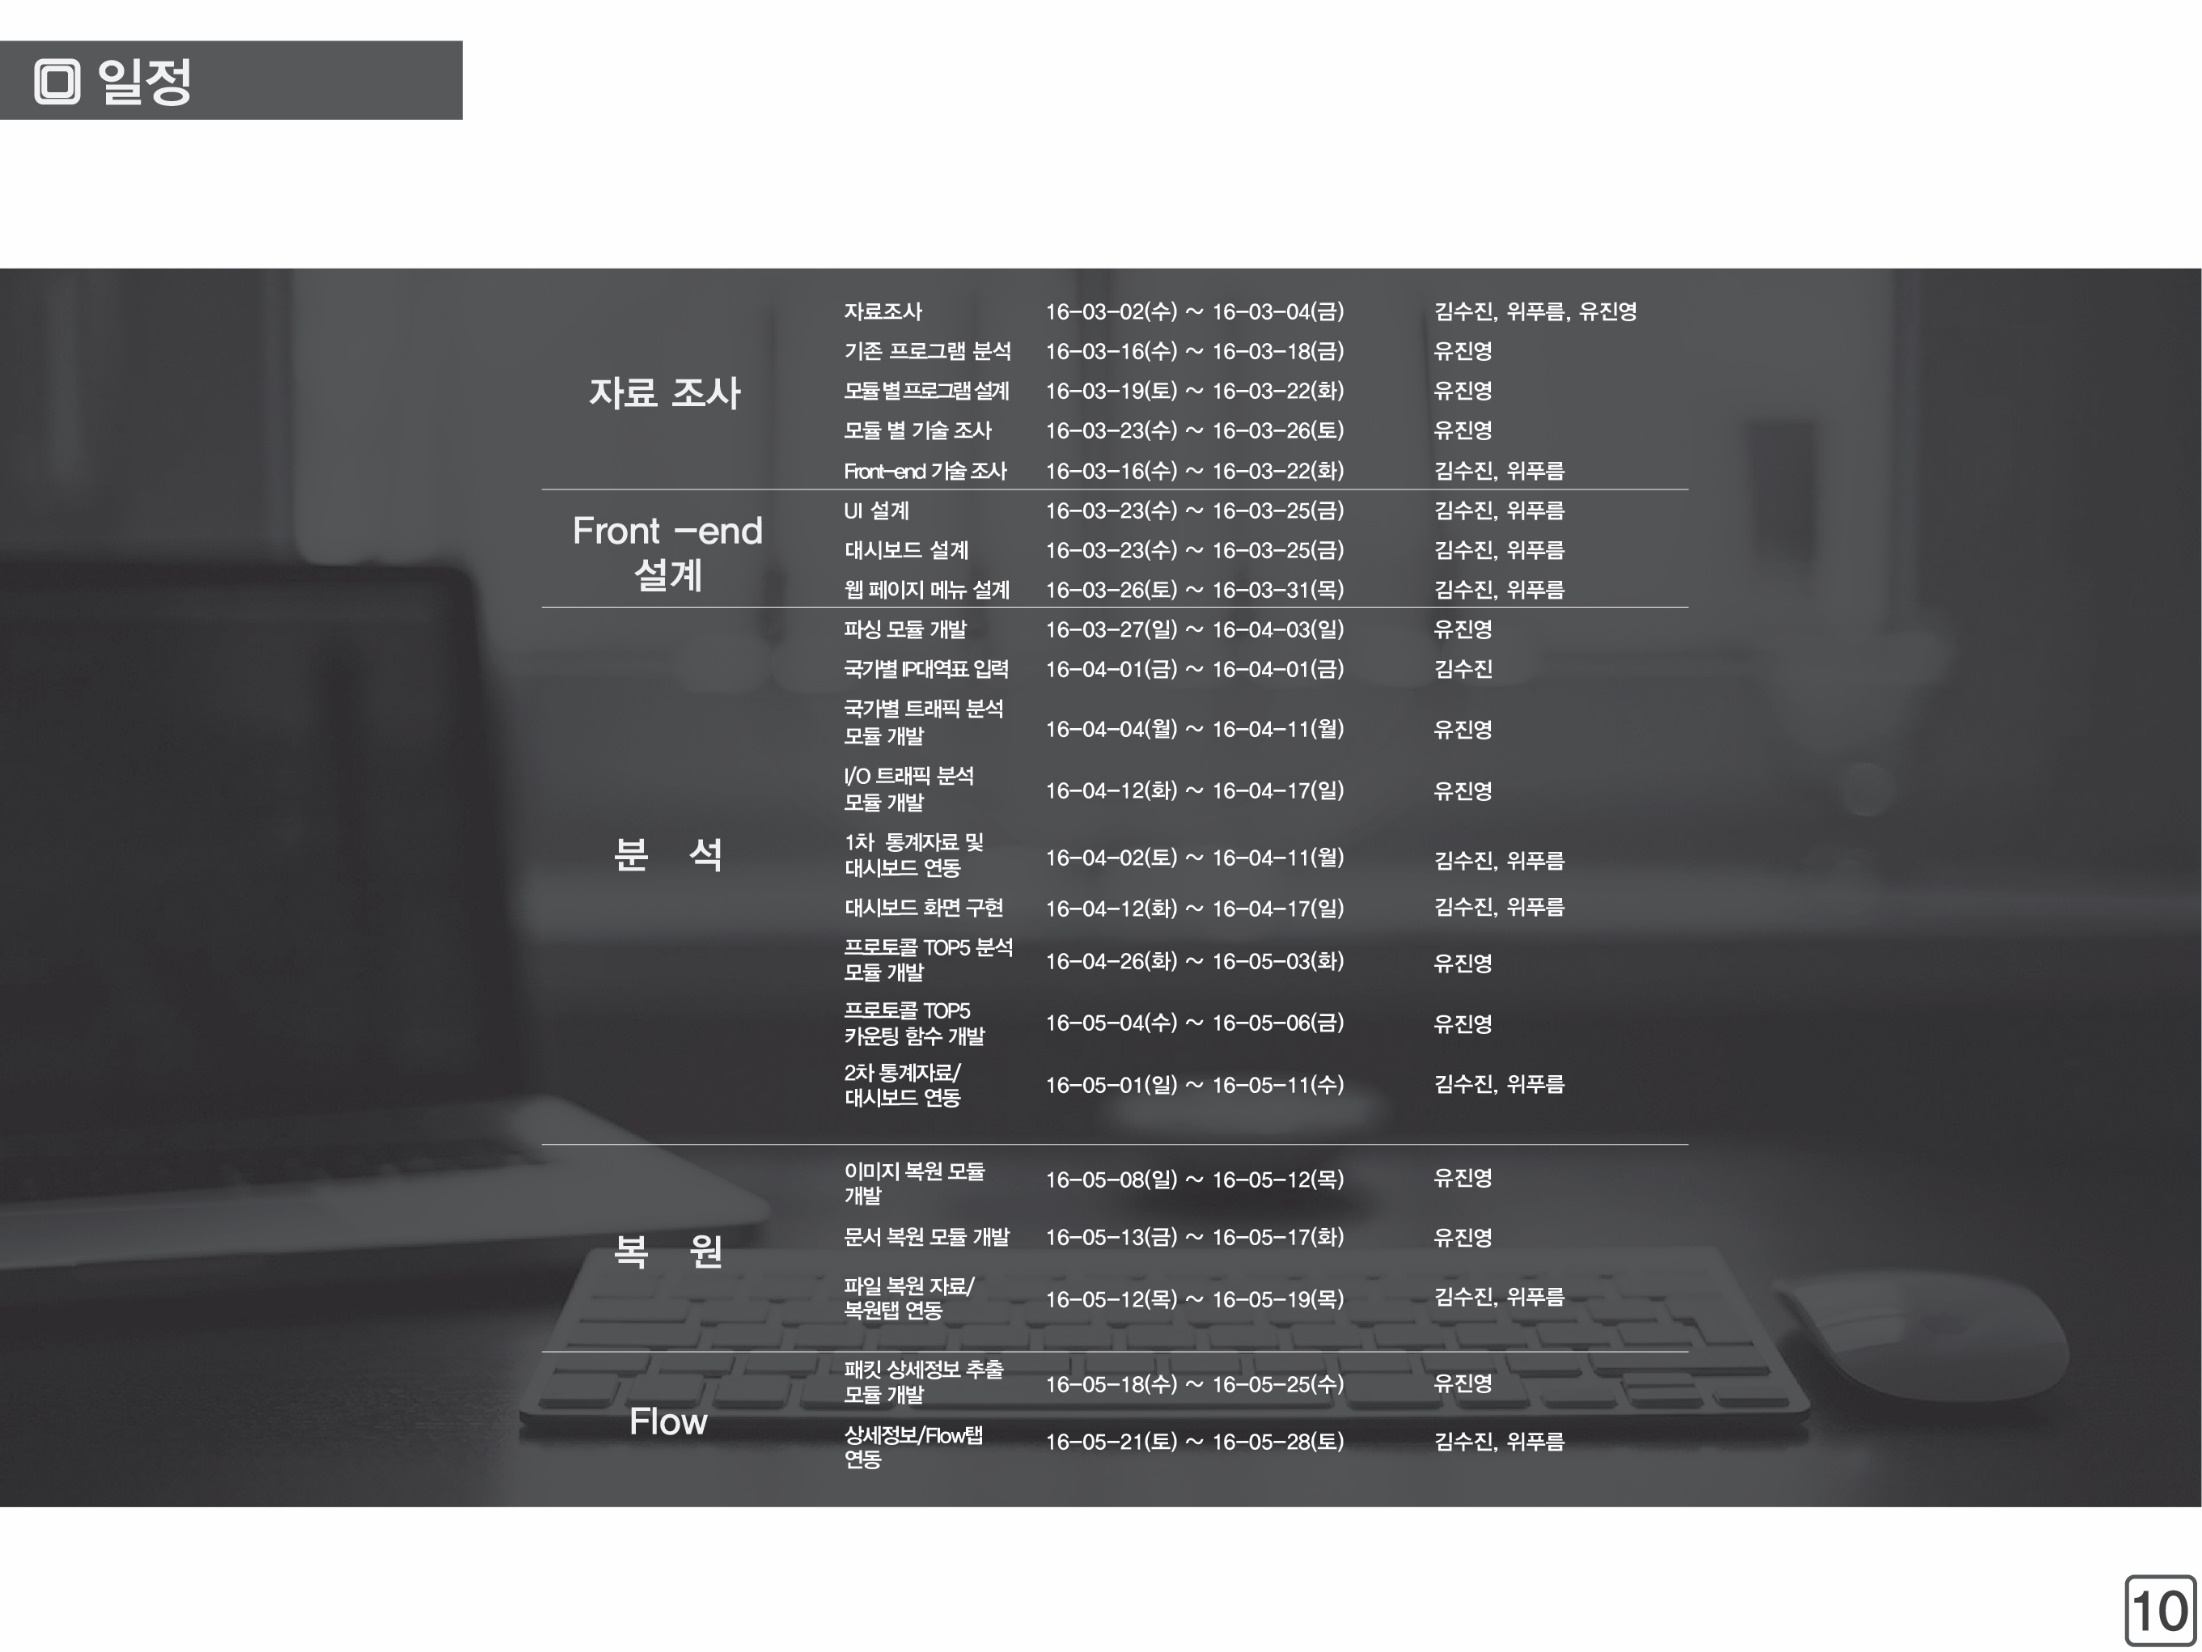 일정
자료 조사
자료조사 16-03-02(수) ~ 16-03-04(금) 김수진, 위푸름, 유진영
기존 프로그램 분석 16-03-16(수) ~ 16-03-18(금) 유진영
모듈 별 프로그램 설계 16-03-19(토) ~ 16-03-22(화) 유진영
모듈 별 기술 조사 16-03-23(수) ~ 16-03-26(토) 유진영
Front-end 기술 조사 16-03-16(수) ~ 16-03-22(화) 김수진, 위푸름
Front -end
설계
UI 설계 16-03-23(수) ~ 16-03-25(금) 김수진, 위푸름
대시보드 설계 16-03-23(수) ~ 16-03-25(금) 김수진, 위푸름
웹 페이지 메뉴 설계 16-03-26(토) ~ 16-03-31(목) 김수진, 위푸름
분 석
파싱 모듈 개발 16-03-27(일) ~ 16-04-03(일) 유진영
국가별 IP대역표 입력 16-04-01(금) ~ 16-04-01(금) 김수진
국가별 트래픽 분석
모듈 개발 16-04-04(월) ~ 16-04-11(월) 유진영
I/O 트래픽 분석
모듈 개발 16-04-12(화) ~ 16-04-17(일) 유진영
1차 통계자료 및
대시보드 연동 16-04-02(토) ~ 16-04-11(월) 김수진, 위푸름
대시보드 화면 구현 16-04-12(화) ~ 16-04-17(일) 김수진, 위푸름
프로토콜 TOP5 분석
모듈 개발 16-04-26(화) ~ 16-05-03(화) 유진영
프로토콜 TOP5
카운팅 함수 개발 16-05-04(수) ~ 16-05-06(금) 유진영
2차 통계자료/
대시보드 연동 16-05-01(일) ~ 16-05-11(수) 김수진, 위푸름
복 원
이미지 복원 모듈
개발 16-05-08(일) ~ 16-05-12(목) 유진영
문서 복원 모듈 개발 16-05-13(금) ~ 16-05-17(화) 유진영
파일 복원 자료/
복원탭 연동 16-05-12(목) ~ 16-05-19(목) 김수진, 위푸름
Flow
패킷 상세정보 추출
모듈 개발 16-05-18(수) ~ 16-05-25(수) 유진영
상세정보/Flow탭
연동 16-05-21(토) ~ 16-05-28(토) 김수진, 위푸름
10